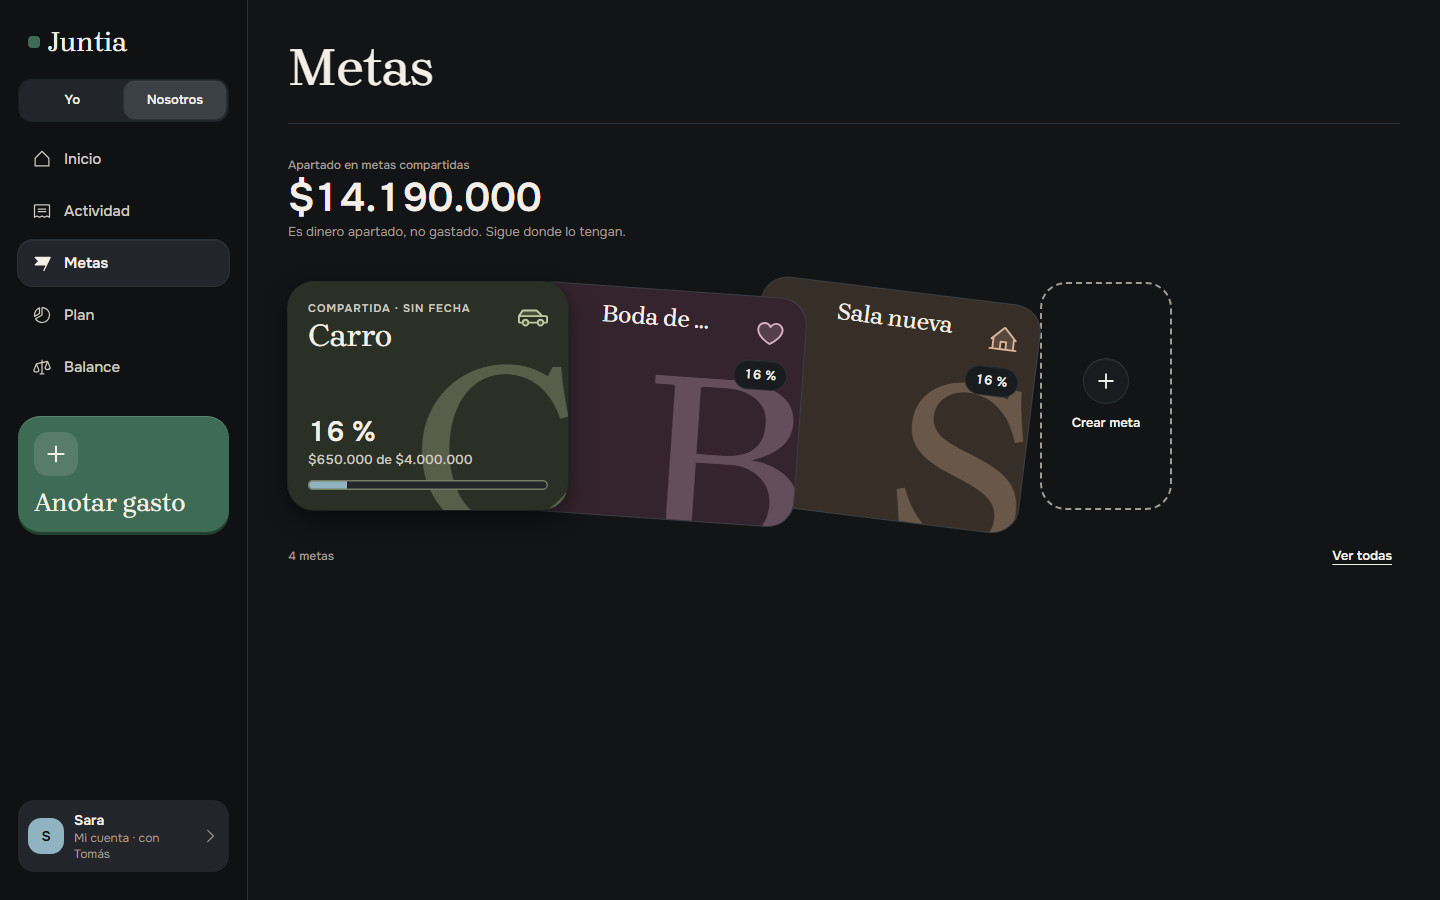 Juntia
Yo
Nosotros
Inicio
Actividad
Metas
Plan
Balance
Anotar gasto
S
Sara
Mi cuenta · con
Tomás
Metas
Apartado en metas compartidas
$14.190.000
Es dinero apartado, no gastado. Sigue donde lo tengan.
COMPARTIDA · SIN FECHA
Carro
C
16 %
$650.000 de $4.000.000
Boda de ...
16 %
B
Sala nueva
16 %
S
Crear meta
4 metas
Ver todas